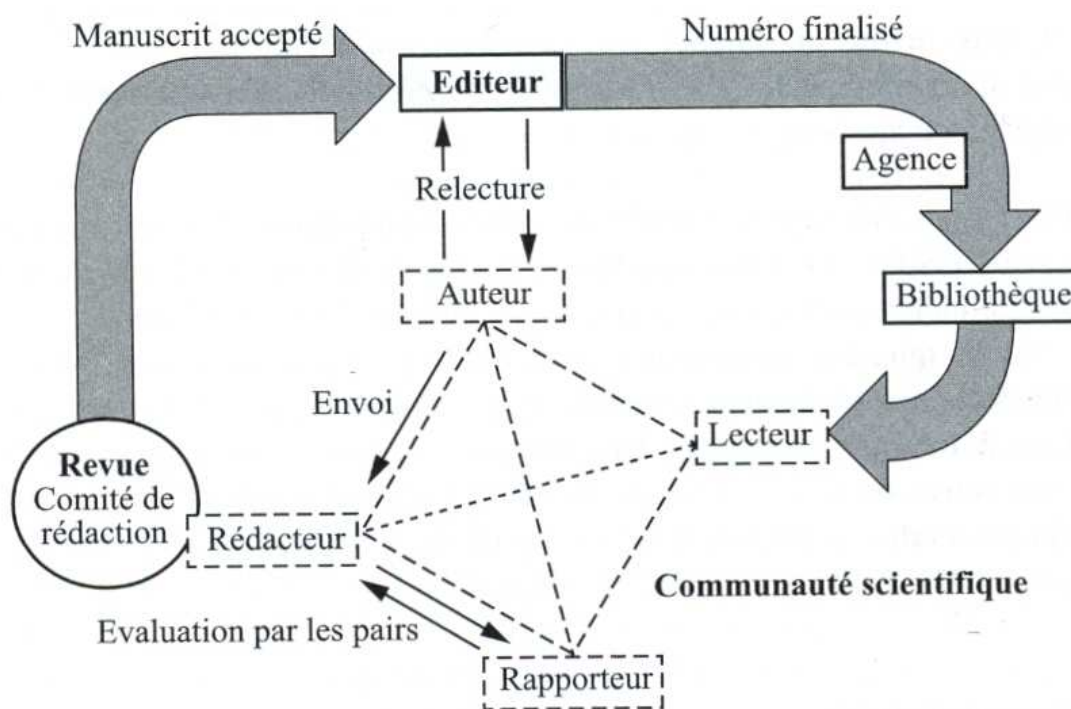 Manuscrit accepté
Numéro finalisé
Editeur
Agence
Relecture
Auteur
Bibliothèque
Envoi
Lecteur
Revue
Comité de
rédaction
Rédacteur
Communauté scientifique
Evaluation par les pairs
Rapporteur